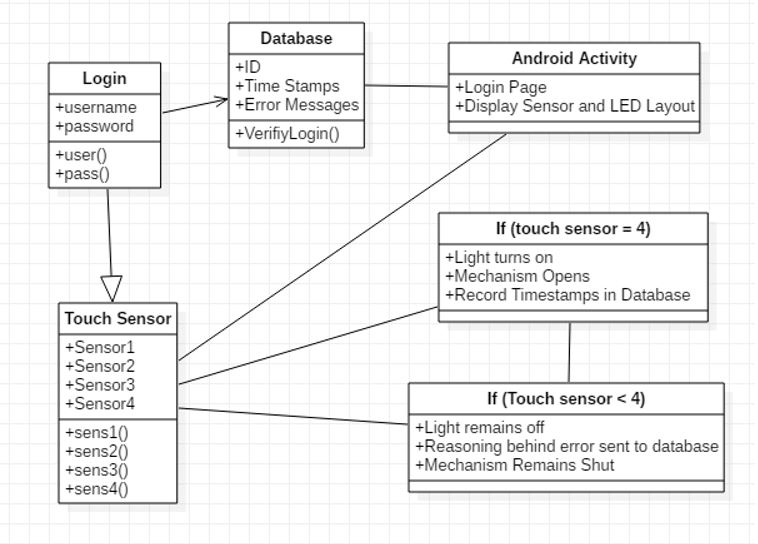 Database
+ID
+Time Stamps
+Error Messages
+VerifiyLogin()
Android Activity
+Login Page
+Display Sensor and LED Layout
Login
+username
+password
+user()
+pass()
If (touch sensor = 4)
+Light turns on
+Mechanism Opens
+Record Timestamps in Database
Touch Sensor
+Sensor1
+Sensor2
+Sensor3
+Sensor4
+sens1()
+sens2()
+sens3()
+sens4()
If (Touch sensor < 4)
+Light remains off
+Reasoning behind error sent to database
+Mechanism Remains Shut